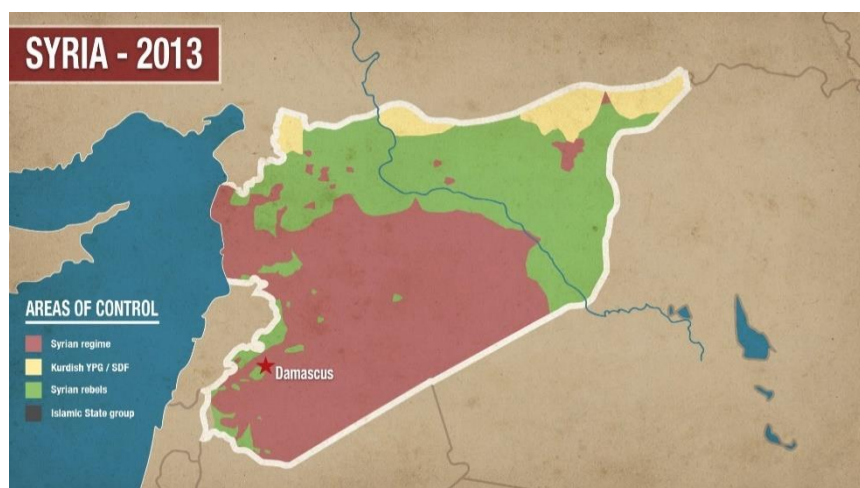 SYRIA - 2013
AREAS OF CONTROL
Syrian regime
Kurdish YPG / SDF
Syrian rebels
Islamic State group
Damascus